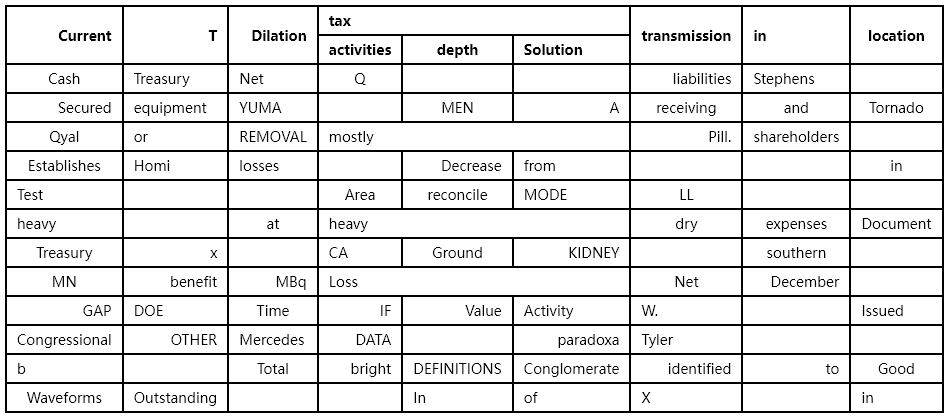 Current T Dilation tax transmission in location
activities depth Solution
Cash Treasury Net Q liabilities Stephens
Secured equipment YUMA MEN A receiving and Tornado
Qyal or REMOVAL mostly Pill. shareholders
Establishes Homi losses Decrease from in
Test Area reconcile MODE LL
heavy at heavy dry expenses Document
Treasury x CA Ground KIDNEY southern
MN benefit MBq Loss Net December
GAP DOE Time IF Value Activity W. Issued
Congressional OTHER Mercedes DATA paradoxa Tyler
b Total bright DEFINITIONS Conglomerate identified to Good
Waveforms Outstanding In of X in